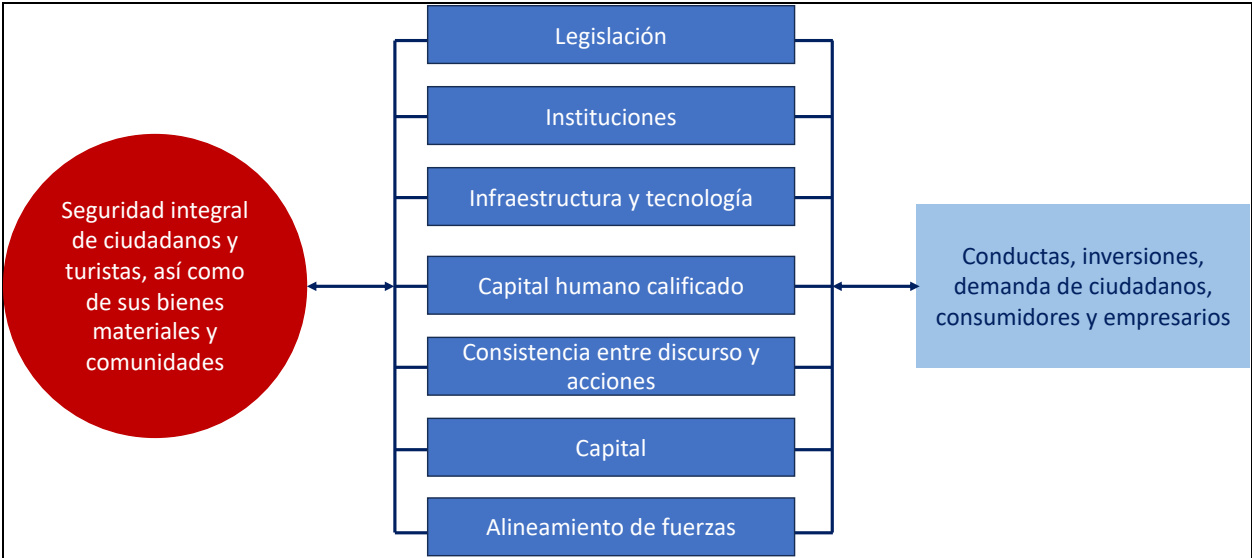 Seguridad integral
de ciudadanos y
turistas, así como
de sus bienes
materiales y
comunidades
Legislación
Instituciones
Infraestructura y tecnología
Capital humano calificado
Consistencia entre discurso y
acciones
Capital
Alineamiento de fuerzas
Conductas, inversiones,
demanda de ciudadanos,
consumidores y empresarios